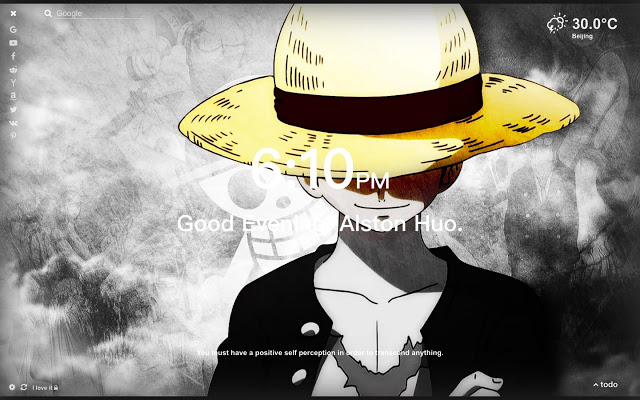 Google
30.0°C
Beijing
6:10PM
Good Evening, Alston Huo.
You must have a positive self perception in order to transcend anything.
I love it
todo